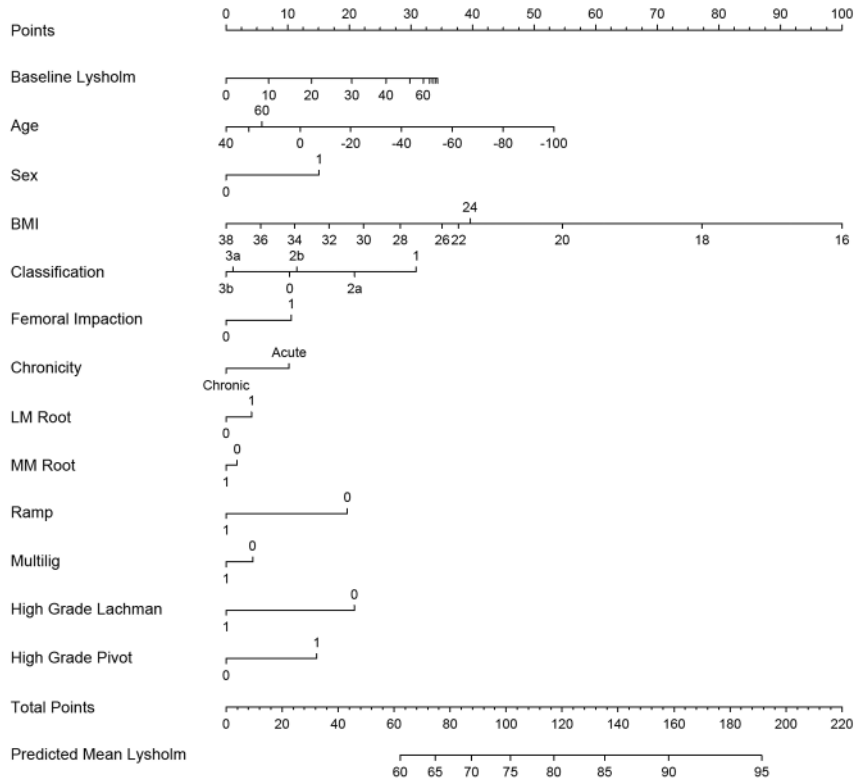 Points
0 10 20 30 40 50 60 70 80 90 100
Baseline Lysholm
0 10 20 30 40 60
Age
60
40 0 -20 -40 -60 -80 -100
Sex
1
0
BMI
24
38 36 34 32 30 28 26 22 20 18 16
Classification
3a 2b 1
3b 0 2a
Femoral Impaction
1
0
Chronicity
Acute
Chronic
LM Root
1
0
MM Root
0
1
Ramp
0
1
Multilig
0
1
High Grade Lachman
0
1
High Grade Pivot
1
0
Total Points
0 20 40 60 80 100 120 140 160 180 200 220
Predicted Mean Lysholm
60 65 70 75 80 85 90 95